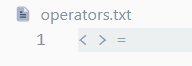 operators.txt
1 < > =